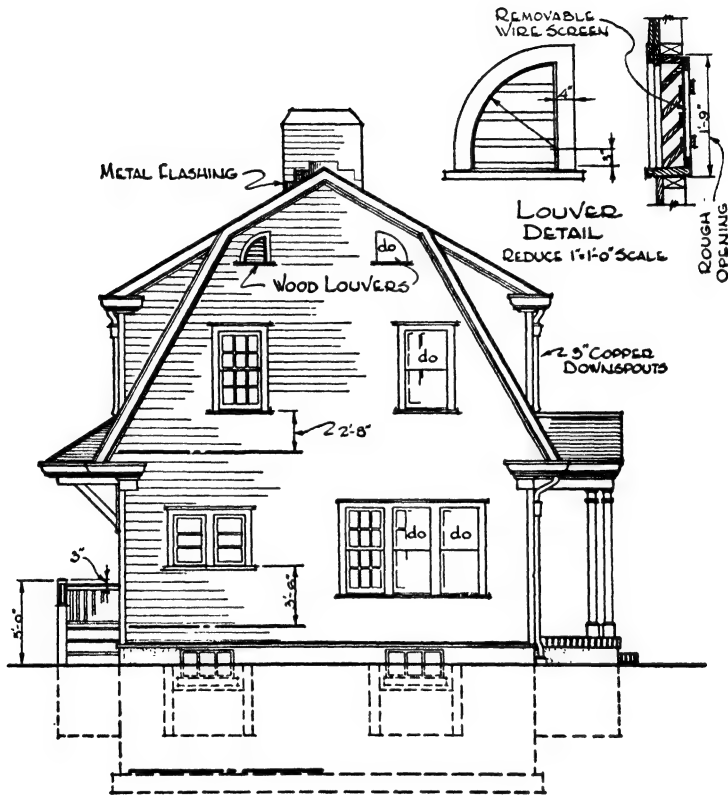 REMOVABLE
WIRE SCREEN
4"
3"
1'-9"
ROUGH
OPENING
LOUVER
DETAIL
REDUCE 1"=1'-0" SCALE
METAL FLASHING
do
WOOD LOUVERS
do
3" COPPER
DOWNSPOUTS
2'-8"
do
do
3"
3'-6"
5'-0"